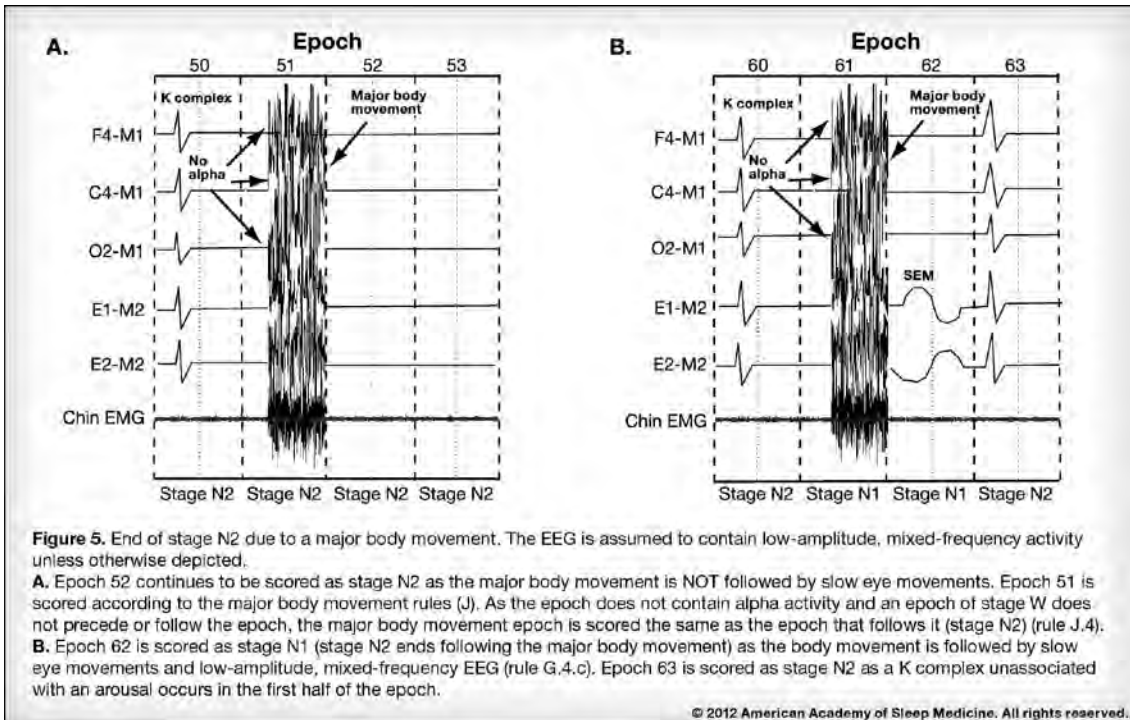 A.
Epoch
50 51 52 53
K complex
Major body
movement
No
alpha
F4-M1
C4-M1
O2-M1
E1-M2
E2-M2
Chin EMG
Stage N2 Stage N2 Stage N2 Stage N2
B.
Epoch
60 61 62 63
K complex
Major body
movement
No
alpha
F4-M1
C4-M1
O2-M1
SEM
E1-M2
E2-M2
Chin EMG
Stage N2 Stage N1 Stage N1 Stage N2
Figure 5. End of stage N2 due to a major body movement. The EEG is assumed to contain low-amplitude, mixed-frequency activity
unless otherwise depicted.
A. Epoch 52 continues to be scored as stage N2 as the major body movement is NOT followed by slow eye movements. Epoch 51 is
scored according to the major body movement rules (J). As the epoch does not contain alpha activity and an epoch of stage W does
not precede or follow the epoch, the major body movement epoch is scored the same as the epoch that follows it (stage N2) (rule J.4).
B. Epoch 62 is scored as stage N1 (stage N2 ends following the major body movement) as the body movement is followed by slow
eye movements and low-amplitude, mixed-frequency EEG (rule G.4.c). Epoch 63 is scored as stage N2 as a K complex unassociated
with an arousal occurs in the first half of the epoch.
© 2012 American Academy of Sleep Medicine. All rights reserved.